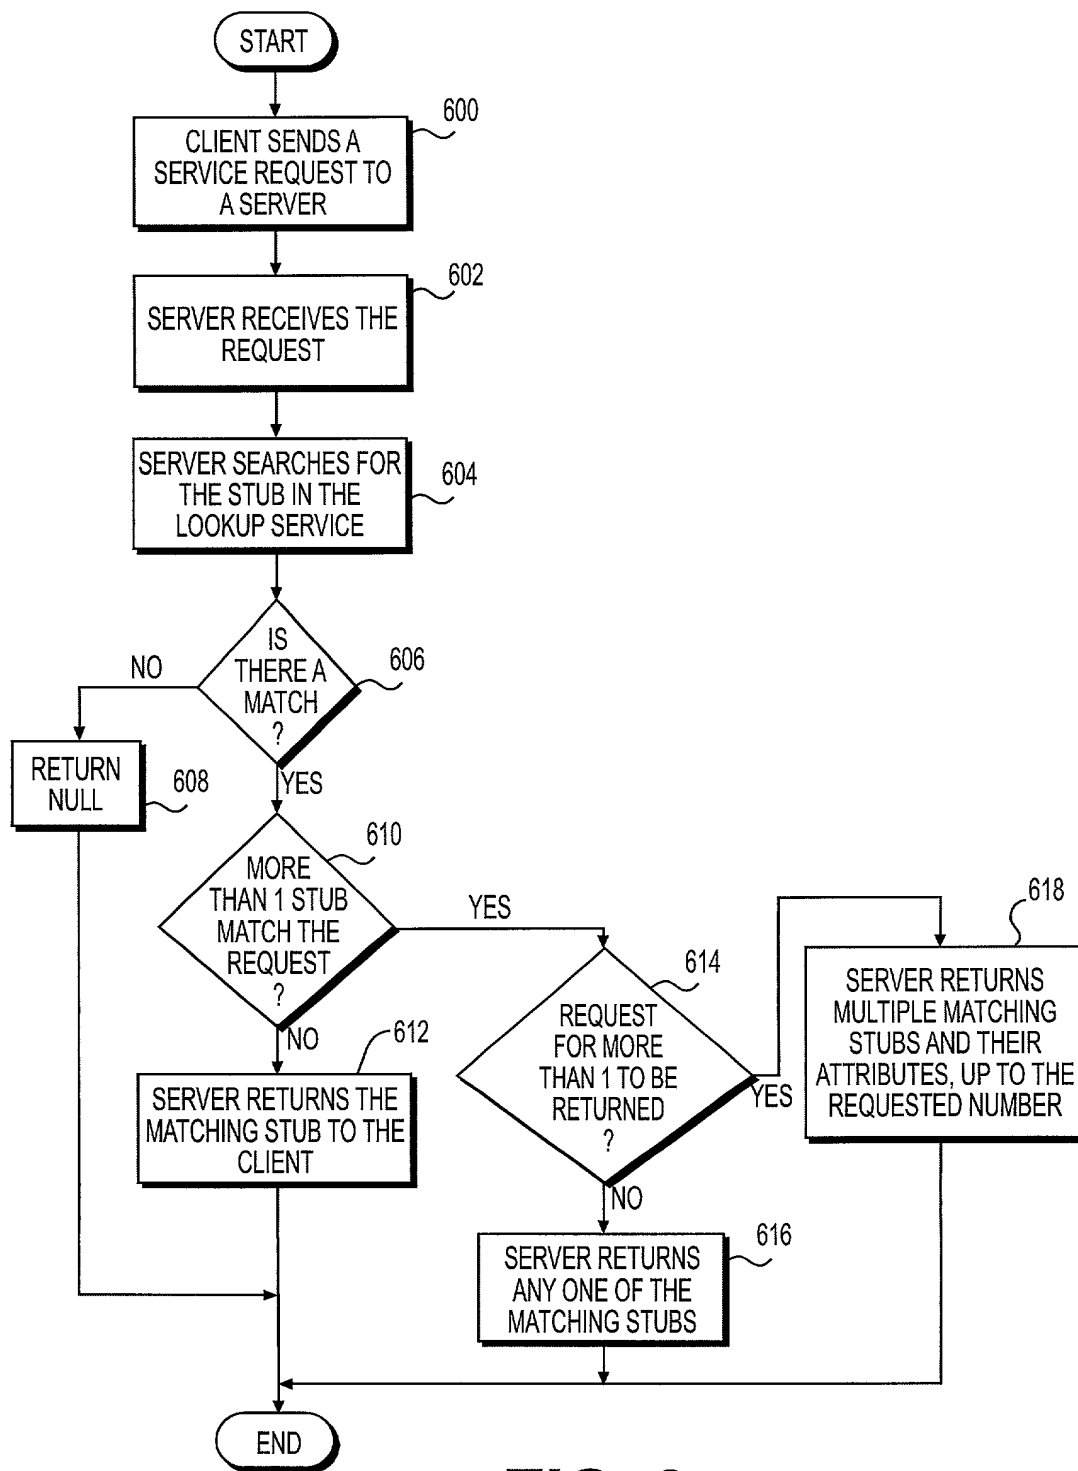 START
600
CLIENT SENDS A
SERVICE REQUEST TO
A SERVER
602
SERVER RECEIVES THE
REQUEST
604
SERVER SEARCHES FOR
THE STUB IN THE
LOOKUP SERVICE
606
IS
THERE A
MATCH
?
NO
RETURN
NULL
608
YES
610
MORE
THAN 1 STUB
MATCH THE
REQUEST
?
YES
NO
612
SERVER RETURNS THE
MATCHING STUB TO THE
CLIENT
614
REQUEST
FOR MORE
THAN 1 TO BE
RETURNED
?
YES
618
SERVER RETURNS
MULTIPLE MATCHING
STUBS AND THEIR
ATTRIBUTES, UP TO THE
REQUESTED NUMBER
NO
616
SERVER RETURNS
ANY ONE OF THE
MATCHING STUBS
END